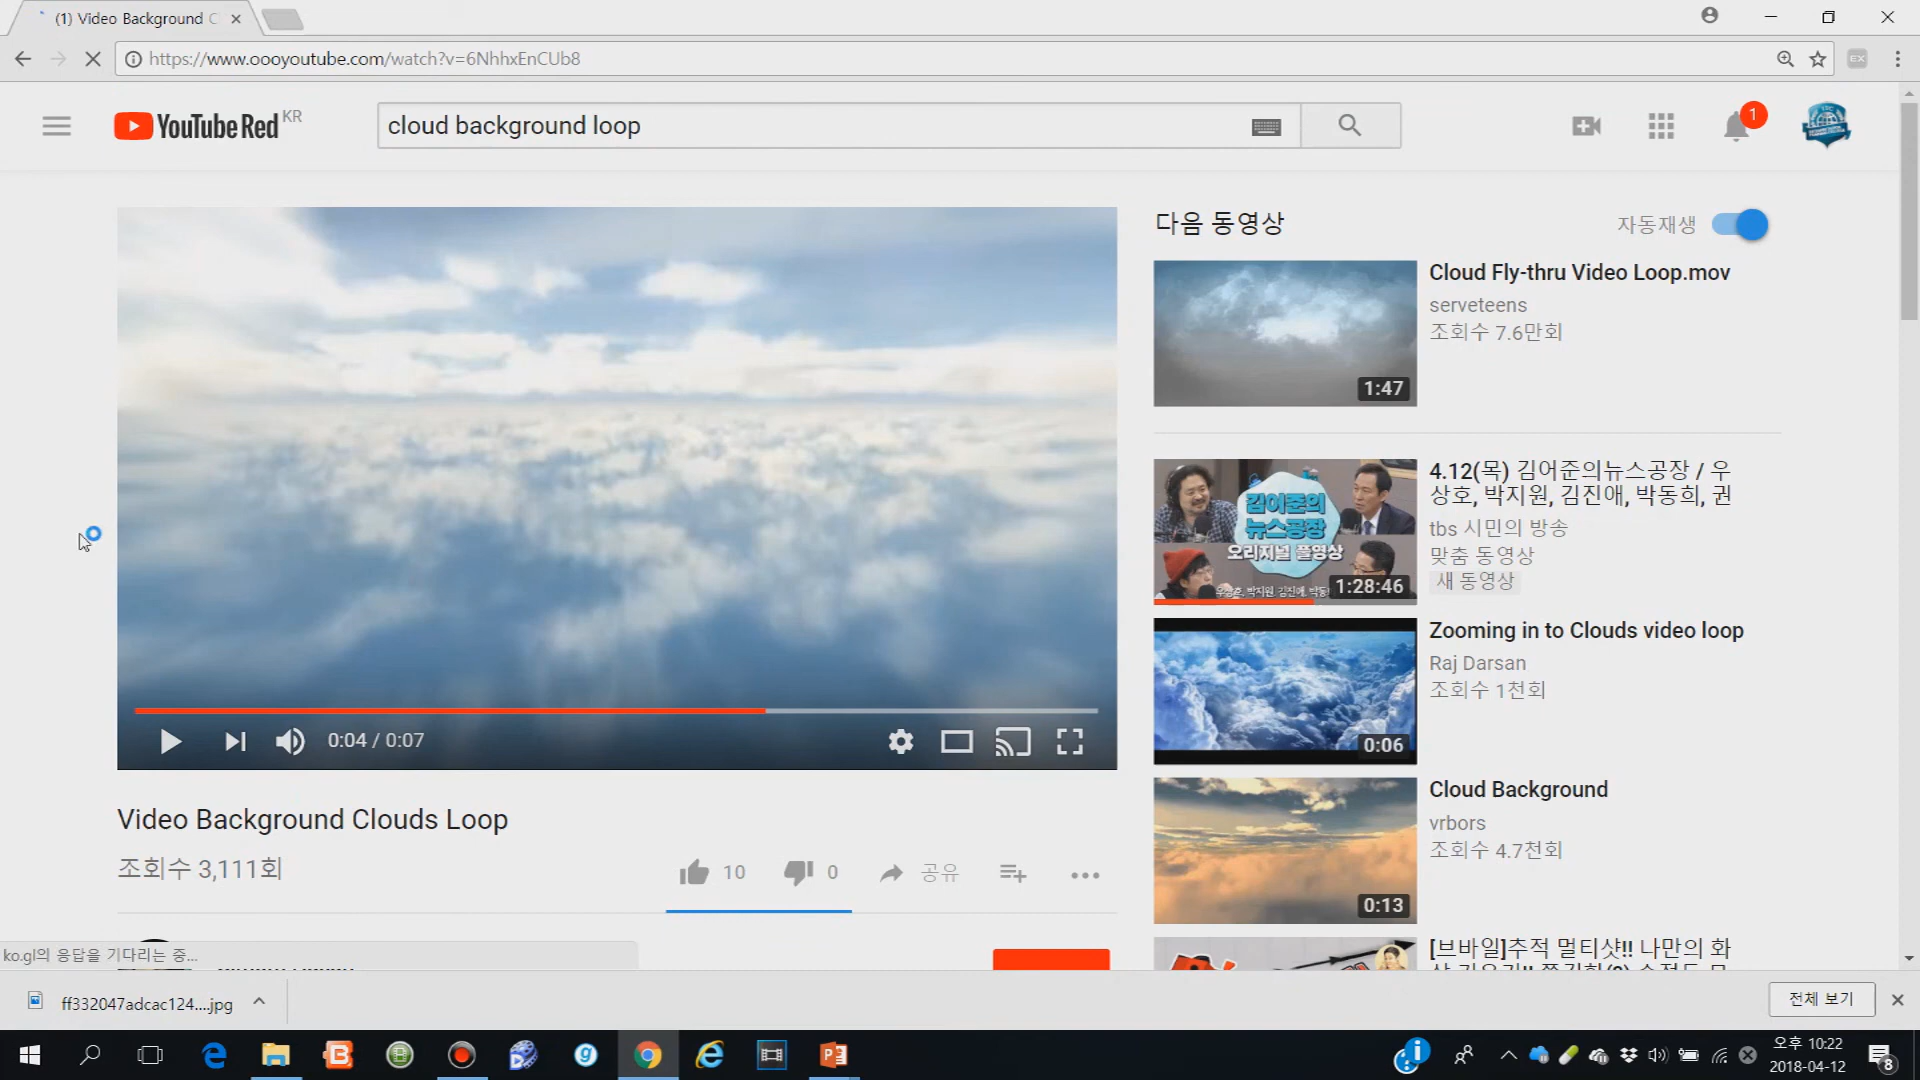 (1) Video Background C
https://www.oooyoutube.com/watch?v=6NhhxEnCUb8
EX
YouTube Red KR
cloud background loop
1
다음 동영상
자동재생
Cloud Fly-thru Video Loop.mov
serveteens
조회수 7.6만회
1:47
4.12(목) 김어준의뉴스공장 / 우
상호, 박지원, 김진애, 박동희, 권
tbs 시민의 방송
맞춤 동영상
새 동영상
김어준의
뉴스공장
오리지널 풀영상
1:28:46
Zooming in to Clouds video loop
Raj Darsan
조회수 1천회
0:06
0:04 / 0:07
Cloud Background
vrbors
조회수 4.7천회
0:13
Video Background Clouds Loop
조회수 3,111회
10
0
공유
[브바일]추적 멀티샷!! 나만의 화
ko.gl의 응답을 기다리는 중...
ff332047adcac124....jpg
전체 보기
오후 10:22
2018-04-12
8